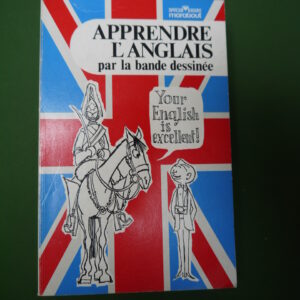 marabout
APPRENDRE
L'ANGLAIS
par la bande dessinée
Your
English
is
excellent!